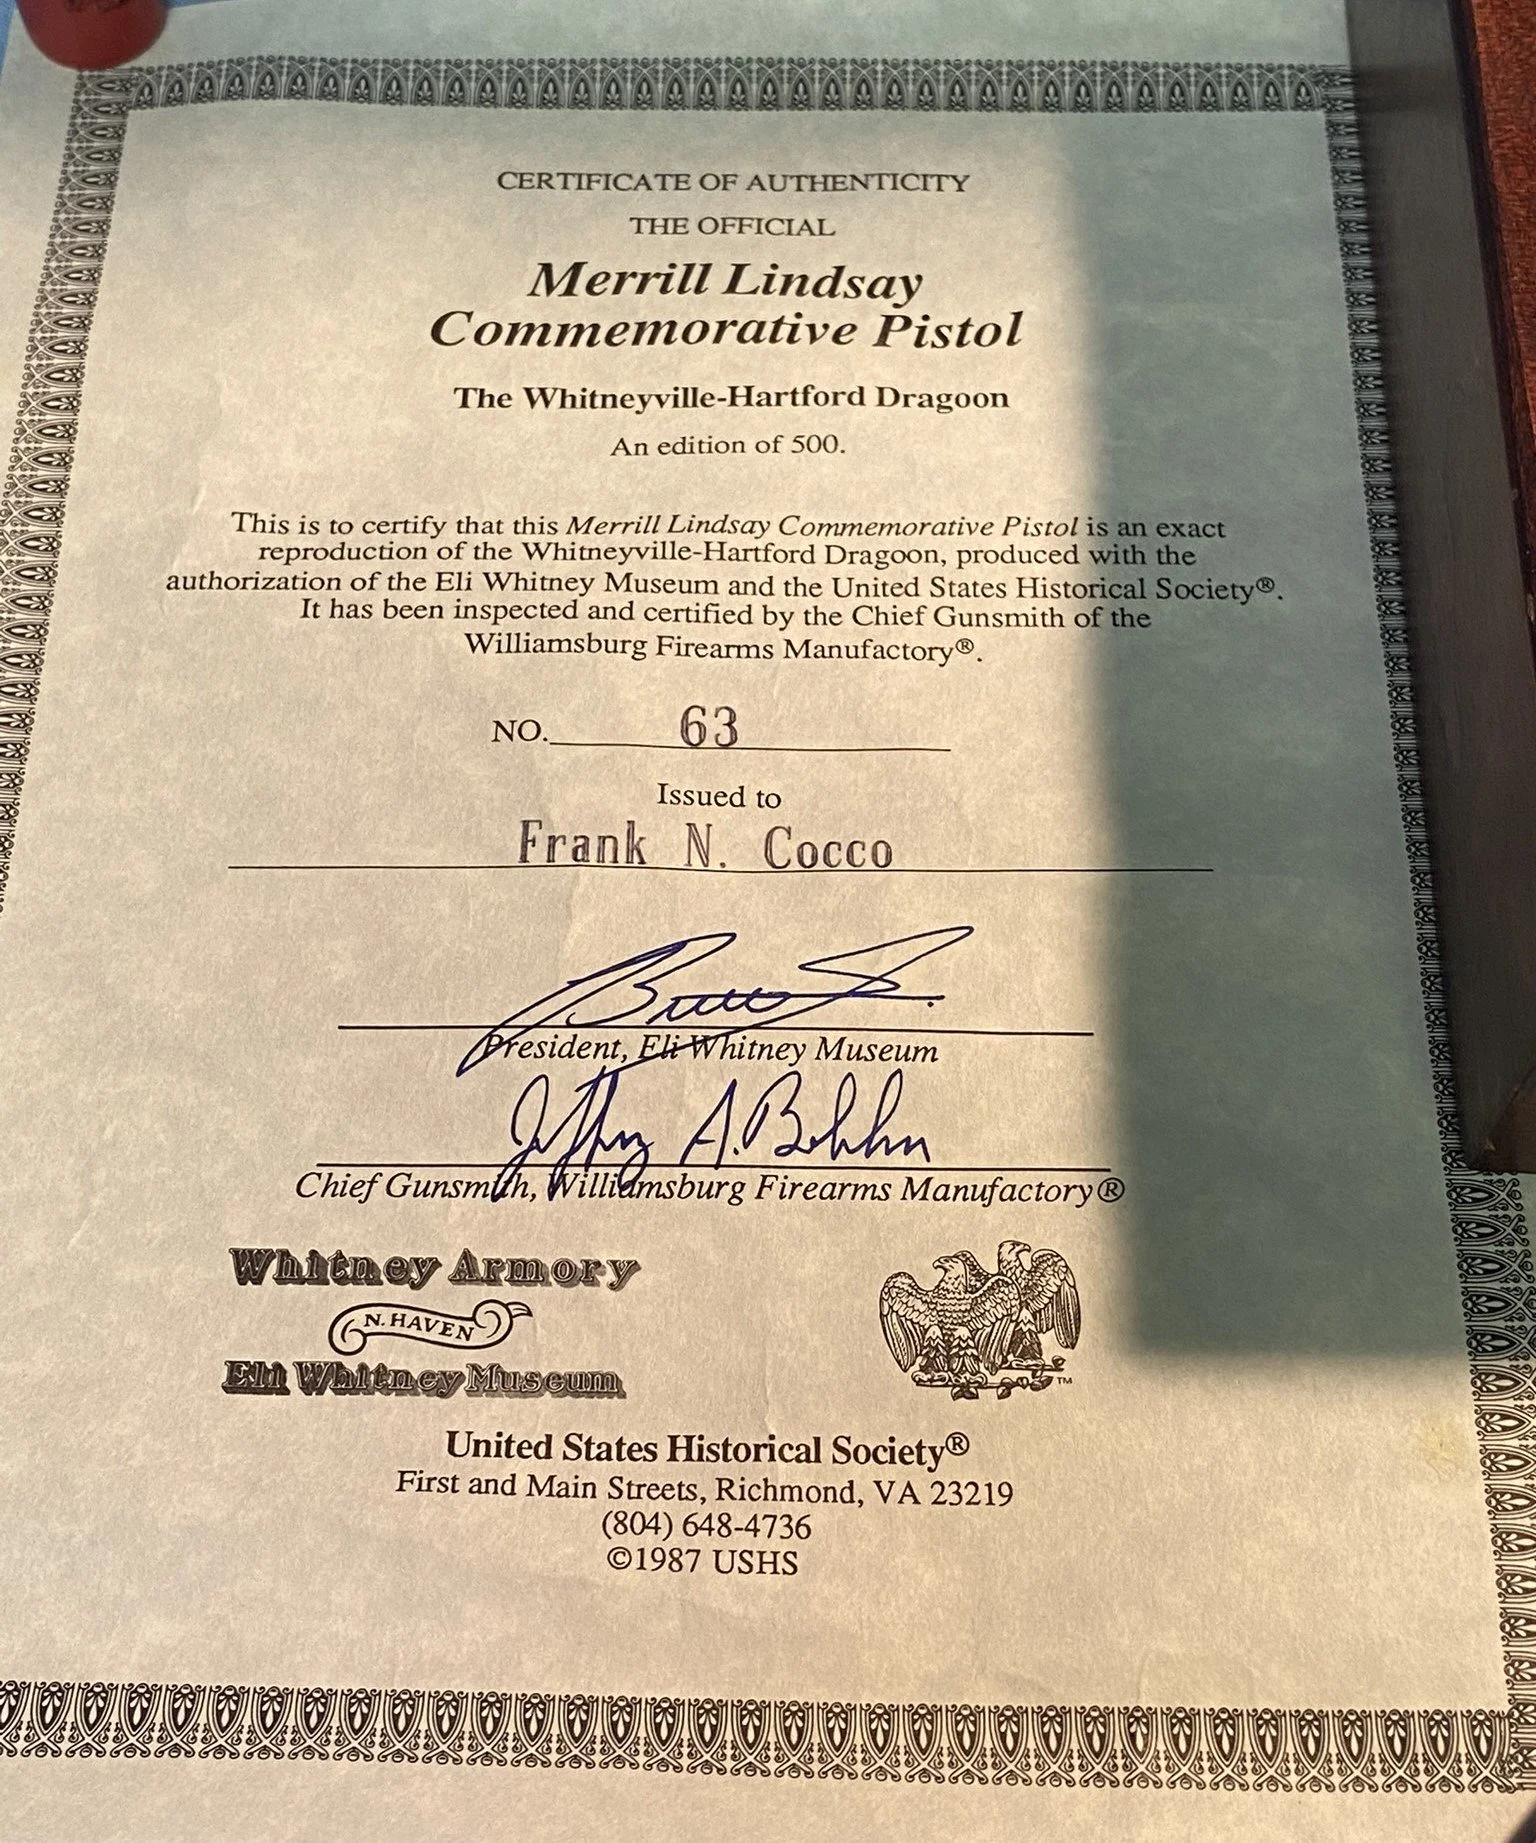 CERTIFICATE OF AUTHENTICITY
THE OFFICIAL
Merrill Lindsay
Commemorative Pistol
The Whitneyville-Hartford Dragoon
An edition of 500.
This is to certify that this Merrill Lindsay Commemorative Pistol is an exact
reproduction of the Whitneyville-Hartford Dragoon, produced with the
authorization of the Eli Whitney Museum and the United States Historical Society®.
It has been inspected and certified by the Chief Gunsmith of the
Williamsburg Firearms Manufactory®.
NO. 63
Issued to
Frank N. Cocco
President, Eli Whitney Museum
Jeffrey A.
Chief Gunsmith, Williamsburg Firearms Manufactory®
Whitney Armory
N. HAVEN
Eli Whitney Museum
TM
United States Historical Society®
First and Main Streets, Richmond, VA 23219
(804) 648-4736
©1987 USHS